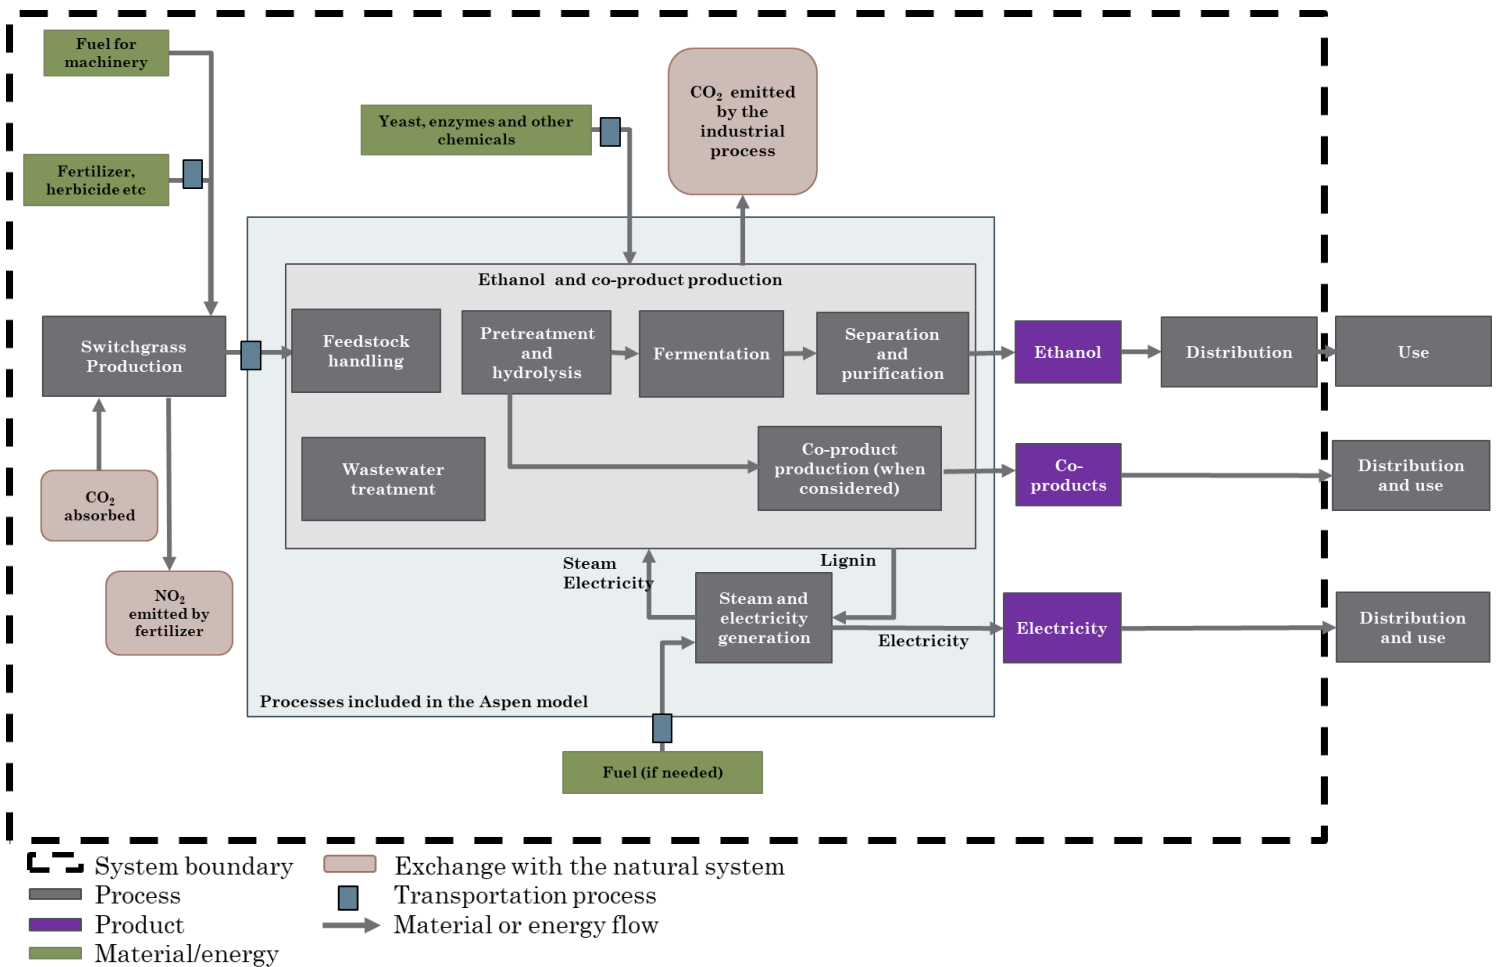 Fuel for
machinery
Yeast, enzymes and other
chemicals
CO₂ emitted
by the
industrial
process
Fertilizer,
herbicide etc
Ethanol and co-product production
Switchgrass
Production
Feedstock
handling
Pretreatment
and
hydrolysis
Fermentation
Separation
and
purification
Ethanol
Distribution
Use
Wastewater
treatment
Co-product
production (when
considered)
Co-
products
Distribution
and use
CO₂
absorbed
NO₂
emitted by
fertilizer
Steam
Electricity
Lignin
Steam and
electricity
generation
Electricity
Electricity
Distribution
and use
Processes included in the Aspen model
Fuel (if needed)
System boundary
Process
Product
Material/energy
Exchange with the natural system
Transportation process
Material or energy flow